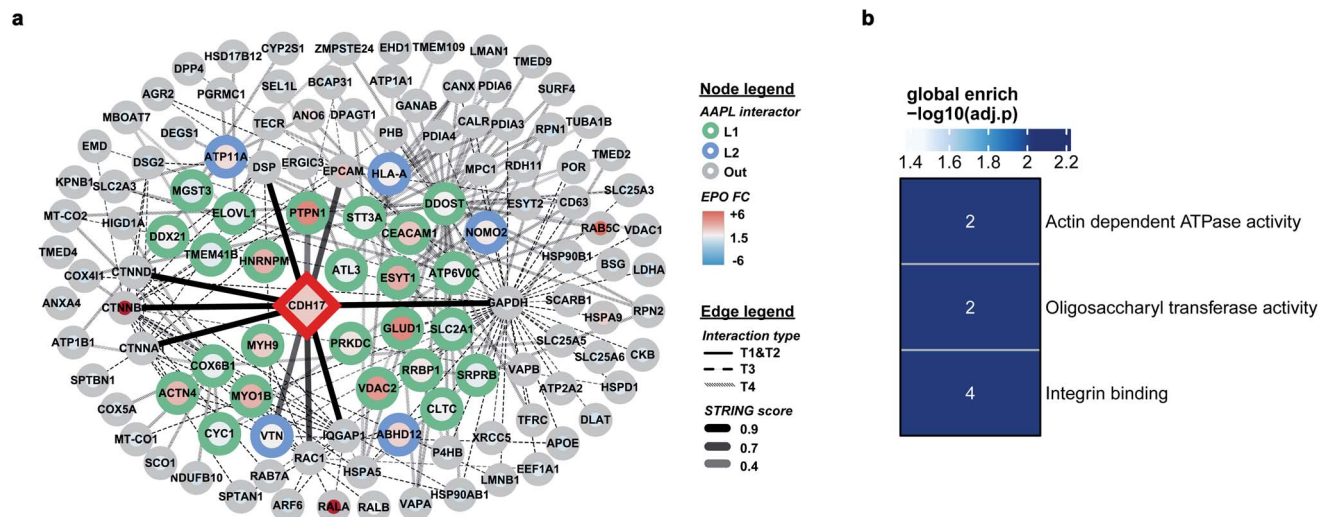 a
b
CYP2S1
ZMPSTE24
EHD1
TMEM109
HSD17B12
LMAN1
DPP4
TMED9
AGR2
PGRMC1
SEL1L
BCAP31
ATP1A1
CANX
PDIA6
SURF4
MBOAT7
GANAB
TECR
ANO6
DPAGT1
CALR
PDIA3
TUBA1B
DEGS1
PHB
PDIA4
RPN1
EMD
DSG2
ATP11A
DSP
ERGIC3
EPCAM
HLA-A
MPC1
RDH11
POR
TMED2
KPNB1
SLC2A3
MGST3
SLC25A3
MT-CO2
HIGD1A
ELOVL1
PTPN1
STT3A
DDOST
ESYT2
CD63
DDX21
CEACAM1
NOMO2
RAB5C
VDAC1
TMED4
TMEM41B
HNRNPM
HSP90B1
BSG
LDHA
COX4I1
CTNND1
ATL3
ESYT1
ATP6V0C
ANXA4
CTNNB1
CDH17
GAPDH
SCARB1
HSPA9
RPN2
ATP1B1
CTNNA1
MYH9
PRKDC
GLUD1
SLC2A1
SLC25A5
SLC25A6
CKB
SPTBN1
COX6B1
RRBP1
SRPRB
VAPB
ATP2A2
HSPD1
COX5A
ACTN4
MYO1B
VDAC2
CLTC
TFRC
DLAT
MT-CO1
CYC1
VTN
IQGAP1
ABHD12
XRCC5
APOE
SCO1
RAC1
P4HB
NDUFB10
RAB7A
HSPA5
LMNB1
EEF1A1
SPTAN1
ARF6
RALA
RALB
VAPA
HSP90AB1
Node legend
AAPL interactor
L1
L2
Out
EPO FC
+6
1.5
-6
Edge legend
Interaction type
T1&T2
T3
T4
STRING score
0.9
0.7
0.4
global enrich
−log10(adj.p)
1.4 1.6 1.8 2 2.2
2 Actin dependent ATPase activity
2 Oligosaccharyl transferase activity
4 Integrin binding